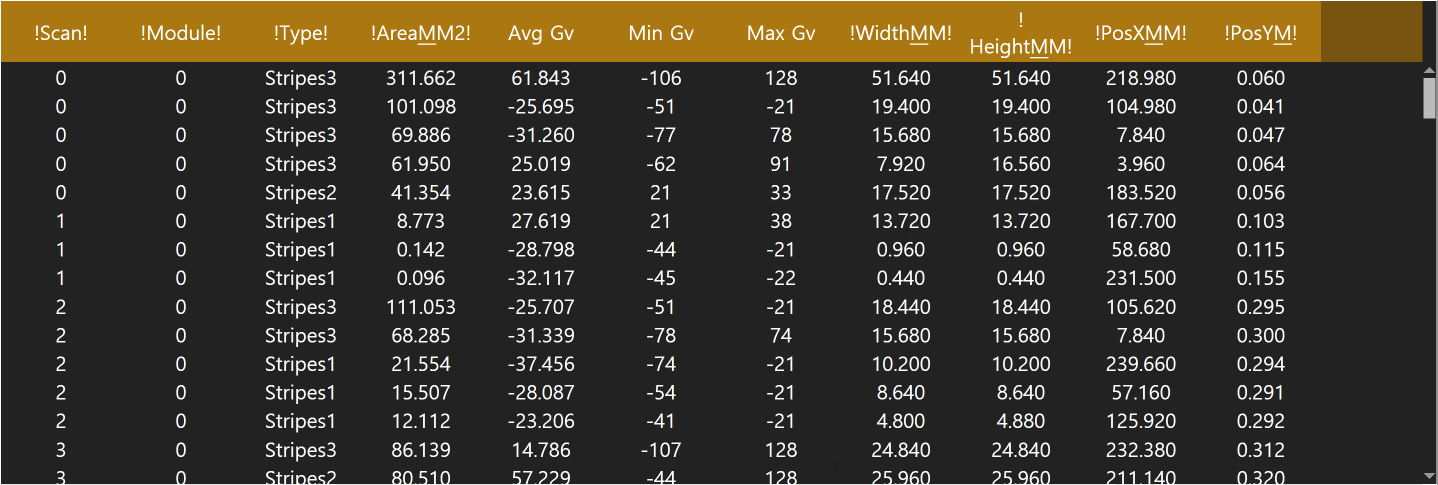 !Scan! !Module! !Type! !AreaMM2! Avg Gv Min Gv Max Gv !WidthMM! !HeightMM! !PosXMM! !PosYM!
0 0 Stripes3 311.662 61.843 -106 128 51.640 51.640 218.980 0.060
0 0 Stripes3 101.098 -25.695 -51 -21 19.400 19.400 104.980 0.041
0 0 Stripes3 69.886 -31.260 -77 78 15.680 15.680 7.840 0.047
0 0 Stripes3 61.950 25.019 -62 91 7.920 16.560 3.960 0.064
0 0 Stripes2 41.354 23.615 21 33 17.520 17.520 183.520 0.056
1 0 Stripes1 8.773 27.619 21 38 13.720 13.720 167.700 0.103
1 0 Stripes1 0.142 -28.798 -44 -21 0.960 0.960 58.680 0.115
1 0 Stripes1 0.096 -32.117 -45 -22 0.440 0.440 231.500 0.155
2 0 Stripes3 111.053 -25.707 -51 -21 18.440 18.440 105.620 0.295
2 0 Stripes3 68.285 -31.339 -78 74 15.680 15.680 7.840 0.300
2 0 Stripes1 21.554 -37.456 -74 -21 10.200 10.200 239.660 0.294
2 0 Stripes1 15.507 -28.087 -54 -21 8.640 8.640 57.160 0.291
2 0 Stripes1 12.112 -23.206 -41 -21 4.800 4.880 125.920 0.292
3 0 Stripes3 86.139 14.786 -107 128 24.840 24.840 232.380 0.312
3 0 Stripes2 80.510 57.229 -44 128 25.960 25.960 211.140 0.320